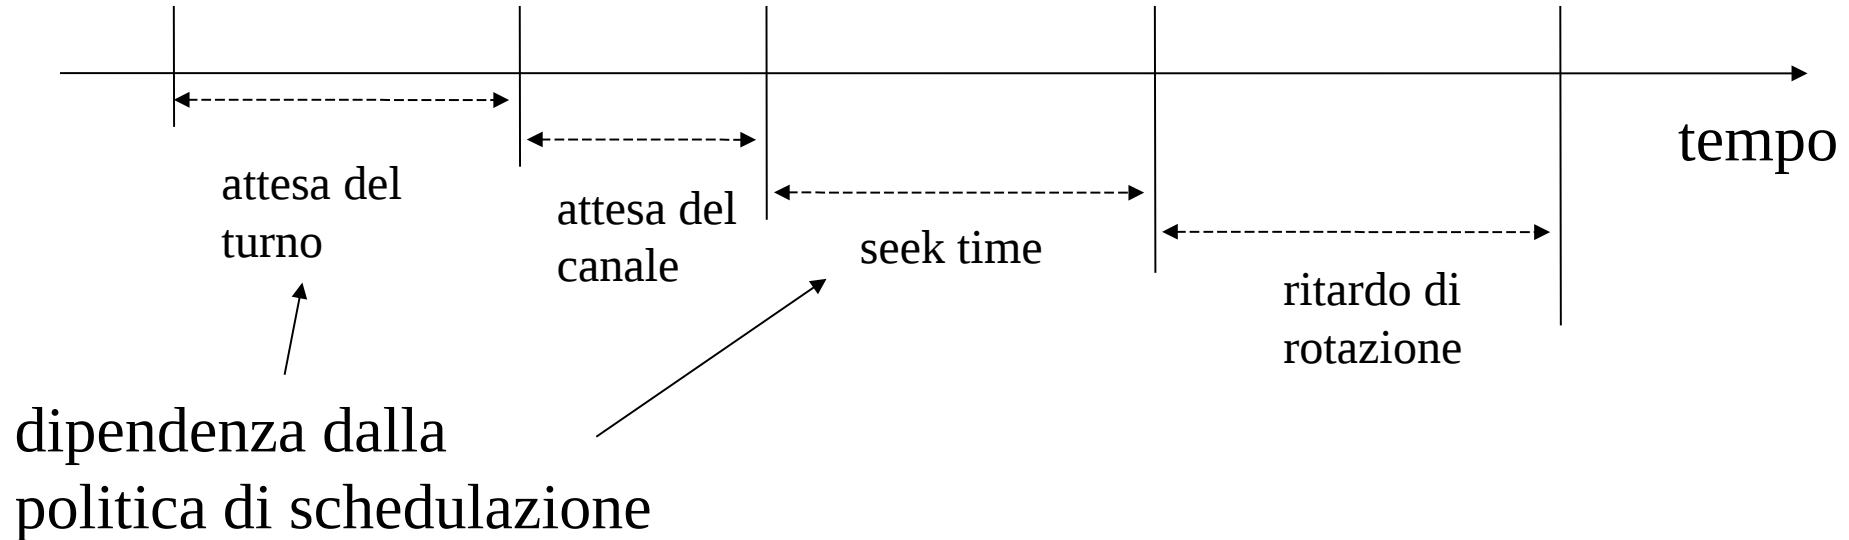 tempo
attesa del
turno
attesa del
canale
seek time
ritardo di
rotazione
dipendenza dalla
politica di schedulazione